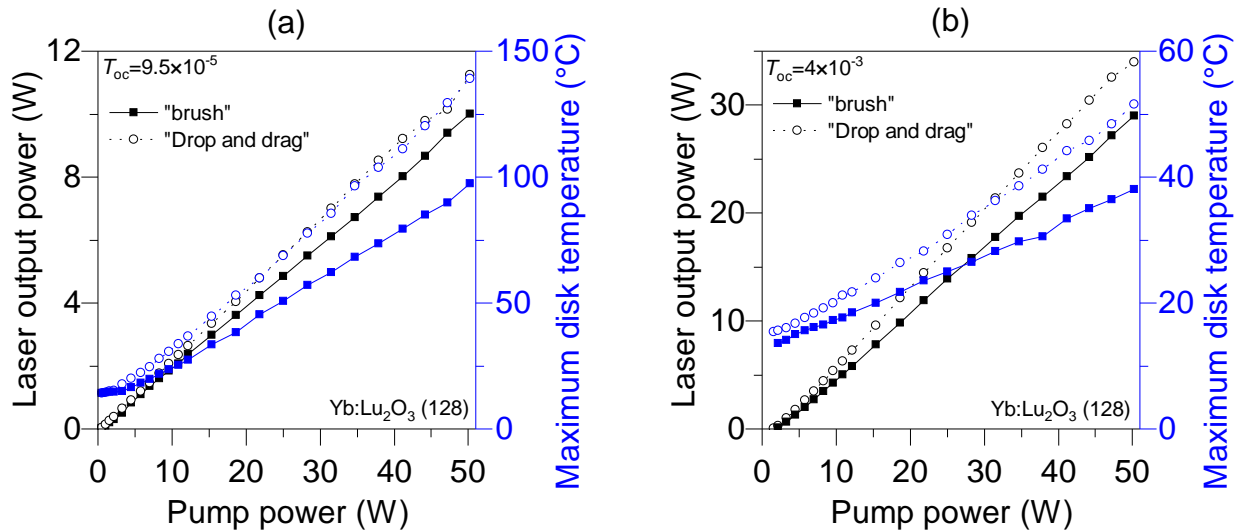 (a)
12
8
4
0
Laser output power (W)
T_oc=9.5×10⁻⁵
"brush"
"Drop and drag"
Yb:Lu₂O₃ (128)
150
100
50
0
Maximum disk temperature (°C)
0 10 20 30 40 50
Pump power (W)
(b)
30
20
10
0
Laser output power (W)
T_oc=4×10⁻³
"brush"
"Drop and drag"
Yb:Lu₂O₃ (128)
60
40
20
0
Maximum disk temperature (°C)
0 10 20 30 40 50
Pump power (W)